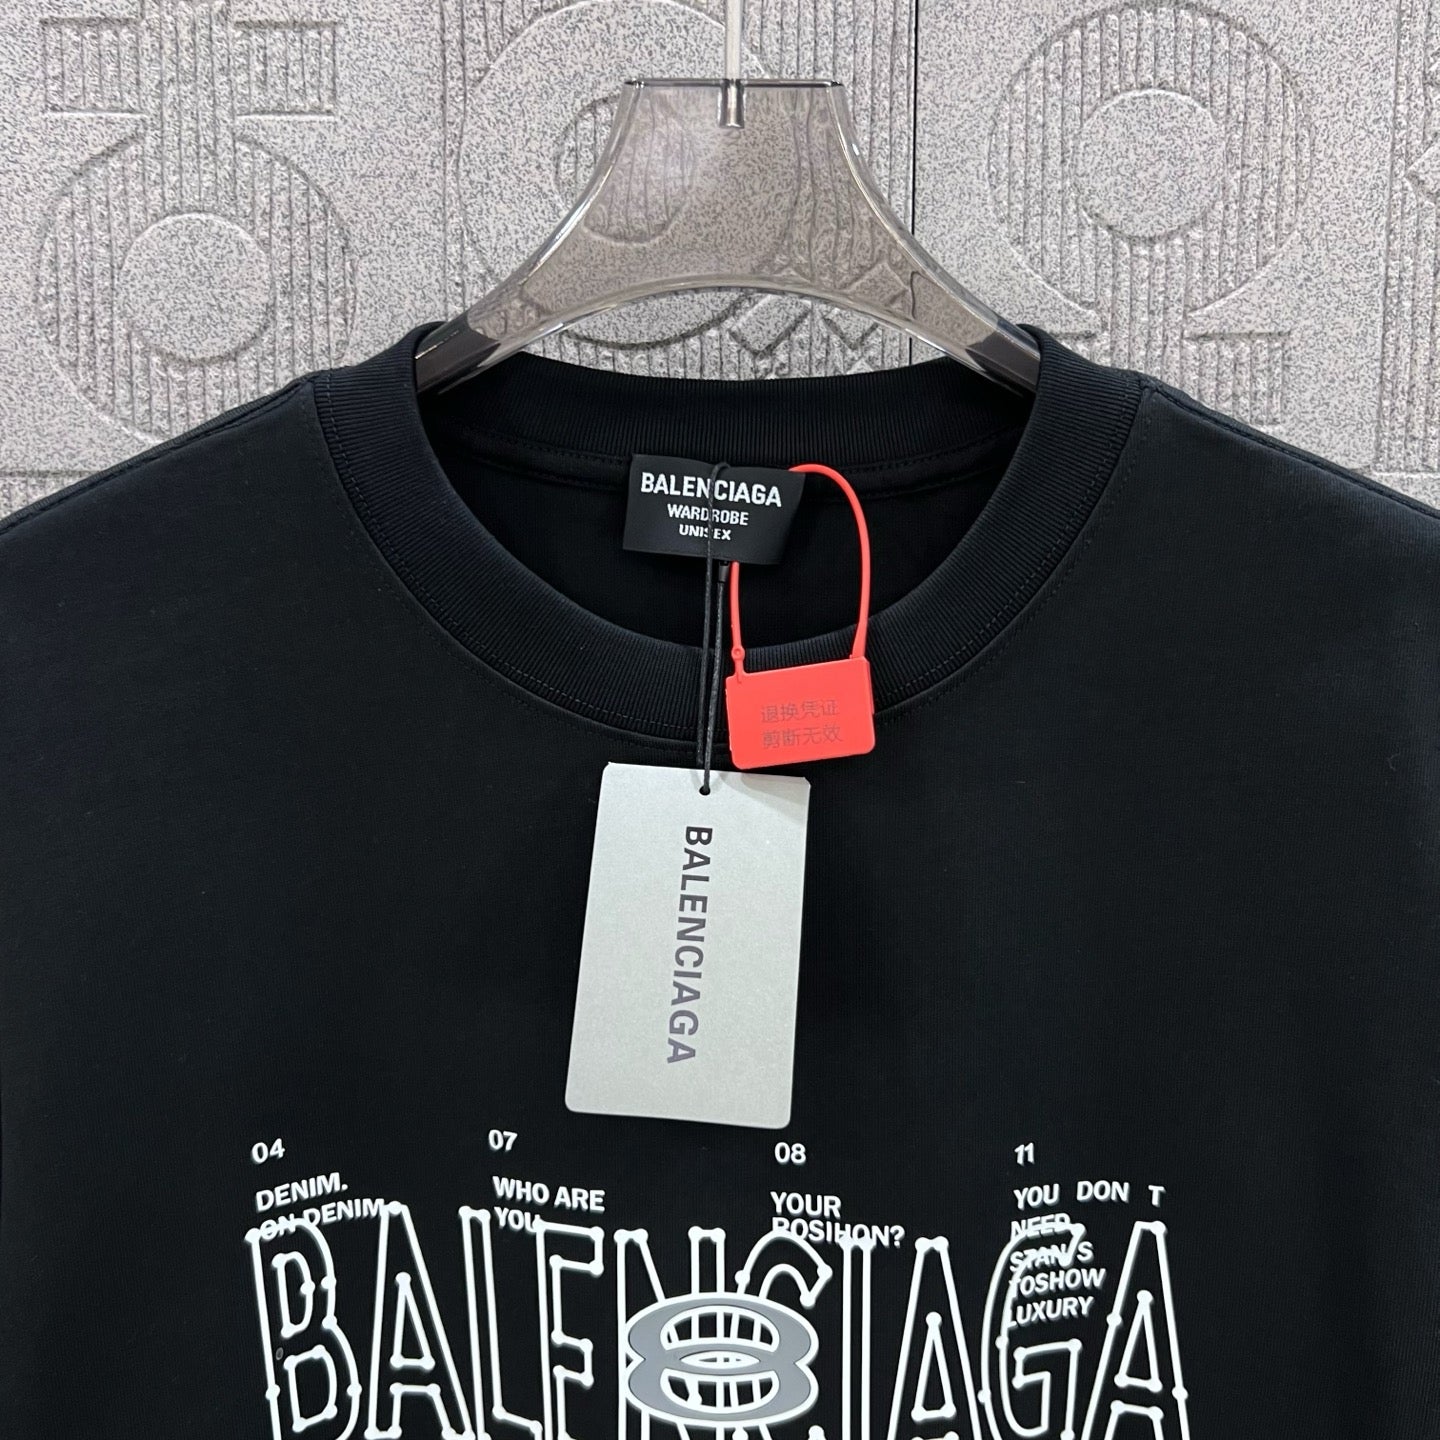 BALENCIAGA
WARDROBE
UNISEX
退换凭证
剪断无效
BALENCIAGA
04
DENIM.
ON DENIM
07
WHO ARE
YOU
08
YOUR
POSIHON?
11
YOU DON T
NEED
STAN S
TOSHOW
LUXURY
BALENCIAGA